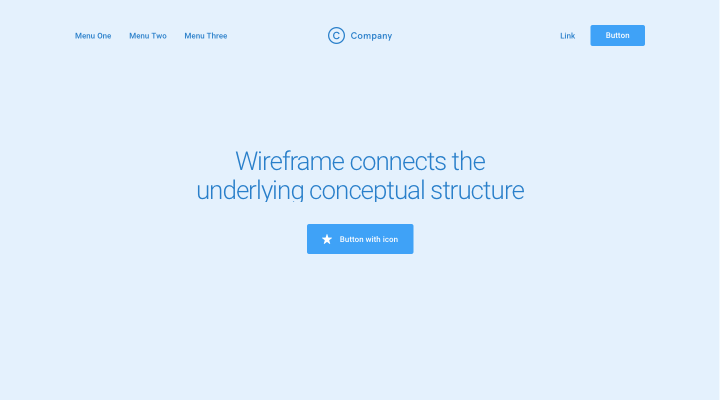 Menu One Menu Two Menu Three © Company Link Button
Wireframe connects the
underlying conceptual structure
Button with icon